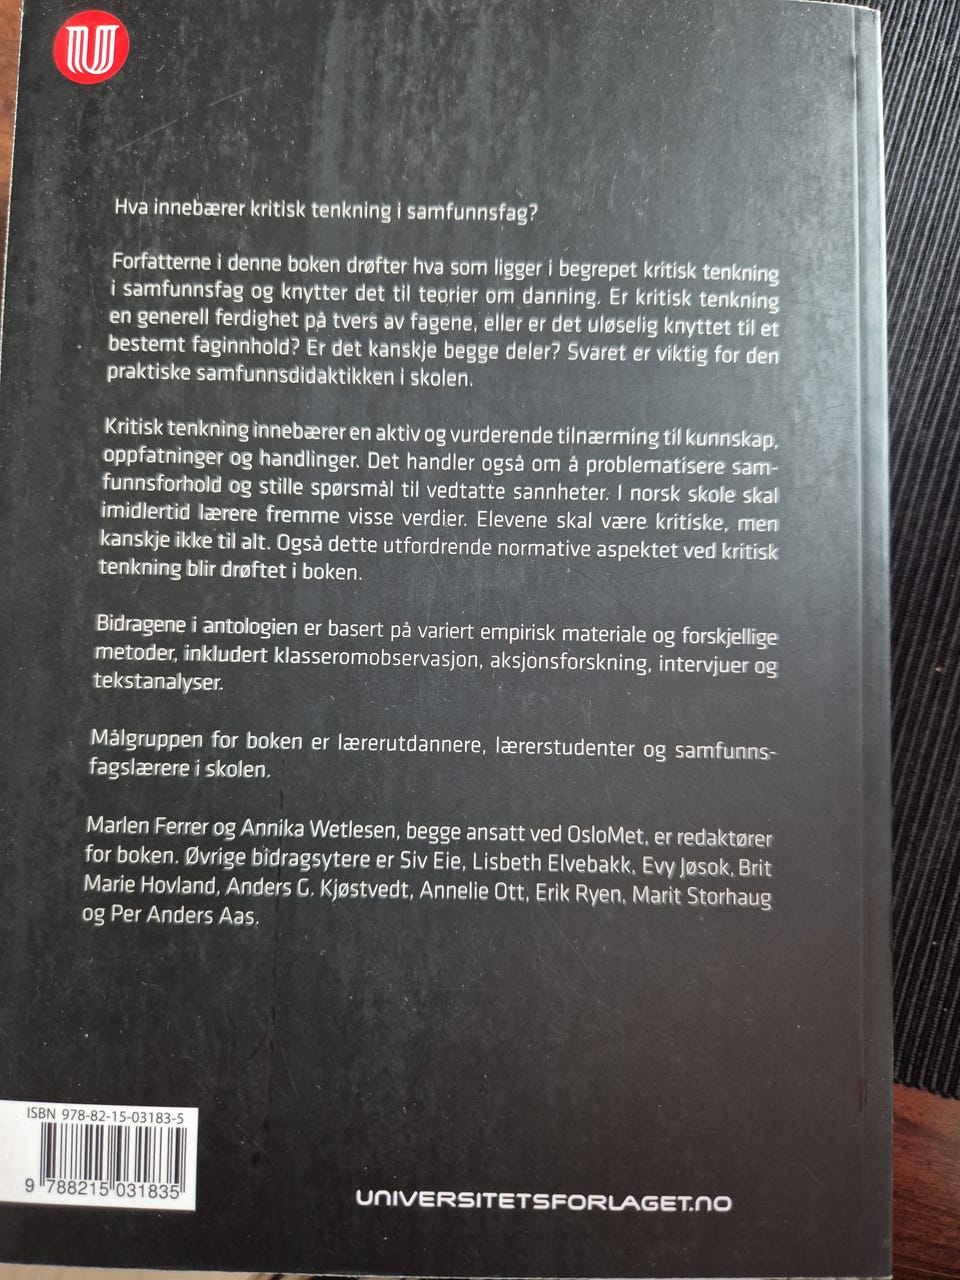 U
Hva innebærer kritisk tenkning i samfunnsfag?
Forfatterne i denne boken drøfter hva som ligger i begrepet kritisk tenkning
i samfunnsfag og knytter det til teorier om danning. Er kritisk tenkning
en generell ferdighet på tvers av fagene, eller er det uløselig knyttet til et
bestemt faginnhold? Er det kanskje begge deler? Svaret er viktig for den
praktiske samfunnsdidaktikken i skolen.
Kritisk tenkning innebærer en aktiv og vurderende tilnærming til kunnskap,
oppfatninger og handlinger. Det handler også om å problematisere sam-
funnsforhold og stille spørsmål til vedtatte sannheter. I norsk skole skal
imidlertid lærere fremme visse verdier. Elevene skal være kritiske, men
kanskje ikke til alt. Også dette utfordrende normative aspektet ved kritisk
tenkning blir drøftet i boken.
Bidragene i antologien er basert på variert empirisk materiale og forskjellige
metoder, inkludert klasseromobservasjon, aksjonsforskning, intervjuer og
tekstanalyser.
Målgruppen for boken er lærerutdannere, lærerstudenter og samfunns-
fagslærere i skolen.
Marlen Ferrer og Annika Wetlesen, begge ansatt ved OsloMet, er redaktører
for boken. Øvrige bidragsytere er Siv Eie, Lisbeth Elvebakk, Evy Jøsok, Brit
Marie Hovland, Anders G. Kjøstvedt, Annelie Ott, Erik Ryen, Marit Storhaug
og Per Anders Aas.
ISBN 978-82-15-03183-5
9 788215 031835
UNIVERSITETSFORLAGET.NO